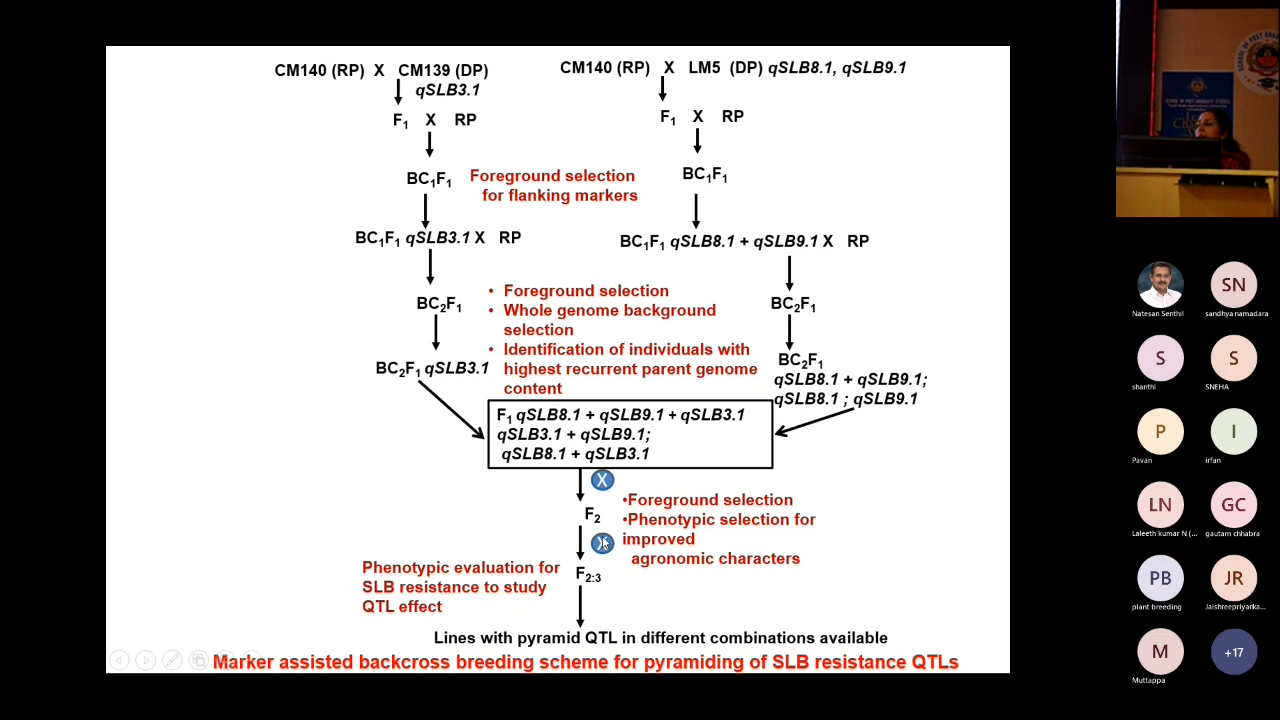 CM140 (RP) X CM139 (DP)
qSLB3.1
F1 X RP
BC1F1
Foreground selection
for flanking markers
BC1F1 qSLB3.1 X RP
BC2F1
BC2F1 qSLB3.1
CM140 (RP) X LM5 (DP) qSLB8.1, qSLB9.1
F1 X RP
BC1F1
BC1F1 qSLB8.1 + qSLB9.1 X RP
BC2F1
BC2F1
qSLB8.1 + qSLB9.1;
qSLB8.1 ; qSLB9.1
• Foreground selection
• Whole genome background
selection
• Identification of individuals with
highest recurrent parent genome
content
F1 qSLB8.1 + qSLB9.1 + qSLB3.1
qSLB3.1 + qSLB9.1;
qSLB8.1 + qSLB3.1
X
F2
•Foreground selection
•Phenotypic selection for
improved
agronomic characters
X
F2:3
Phenotypic evaluation for
SLB resistance to study
QTL effect
Lines with pyramid QTL in different combinations available
Marker assisted backcross breeding scheme for pyramiding of SLB resistance QTLs
Natesan Senthil
SN
sandhya namadara
S
shanthi
S
SNEHA
P
Pavan
I
irfan
LN
Laleeth kumar N (...
GC
gautam chhabra
PB
plant breeding
JR
Jaishreepriyanka...
M
Muttappa
+17